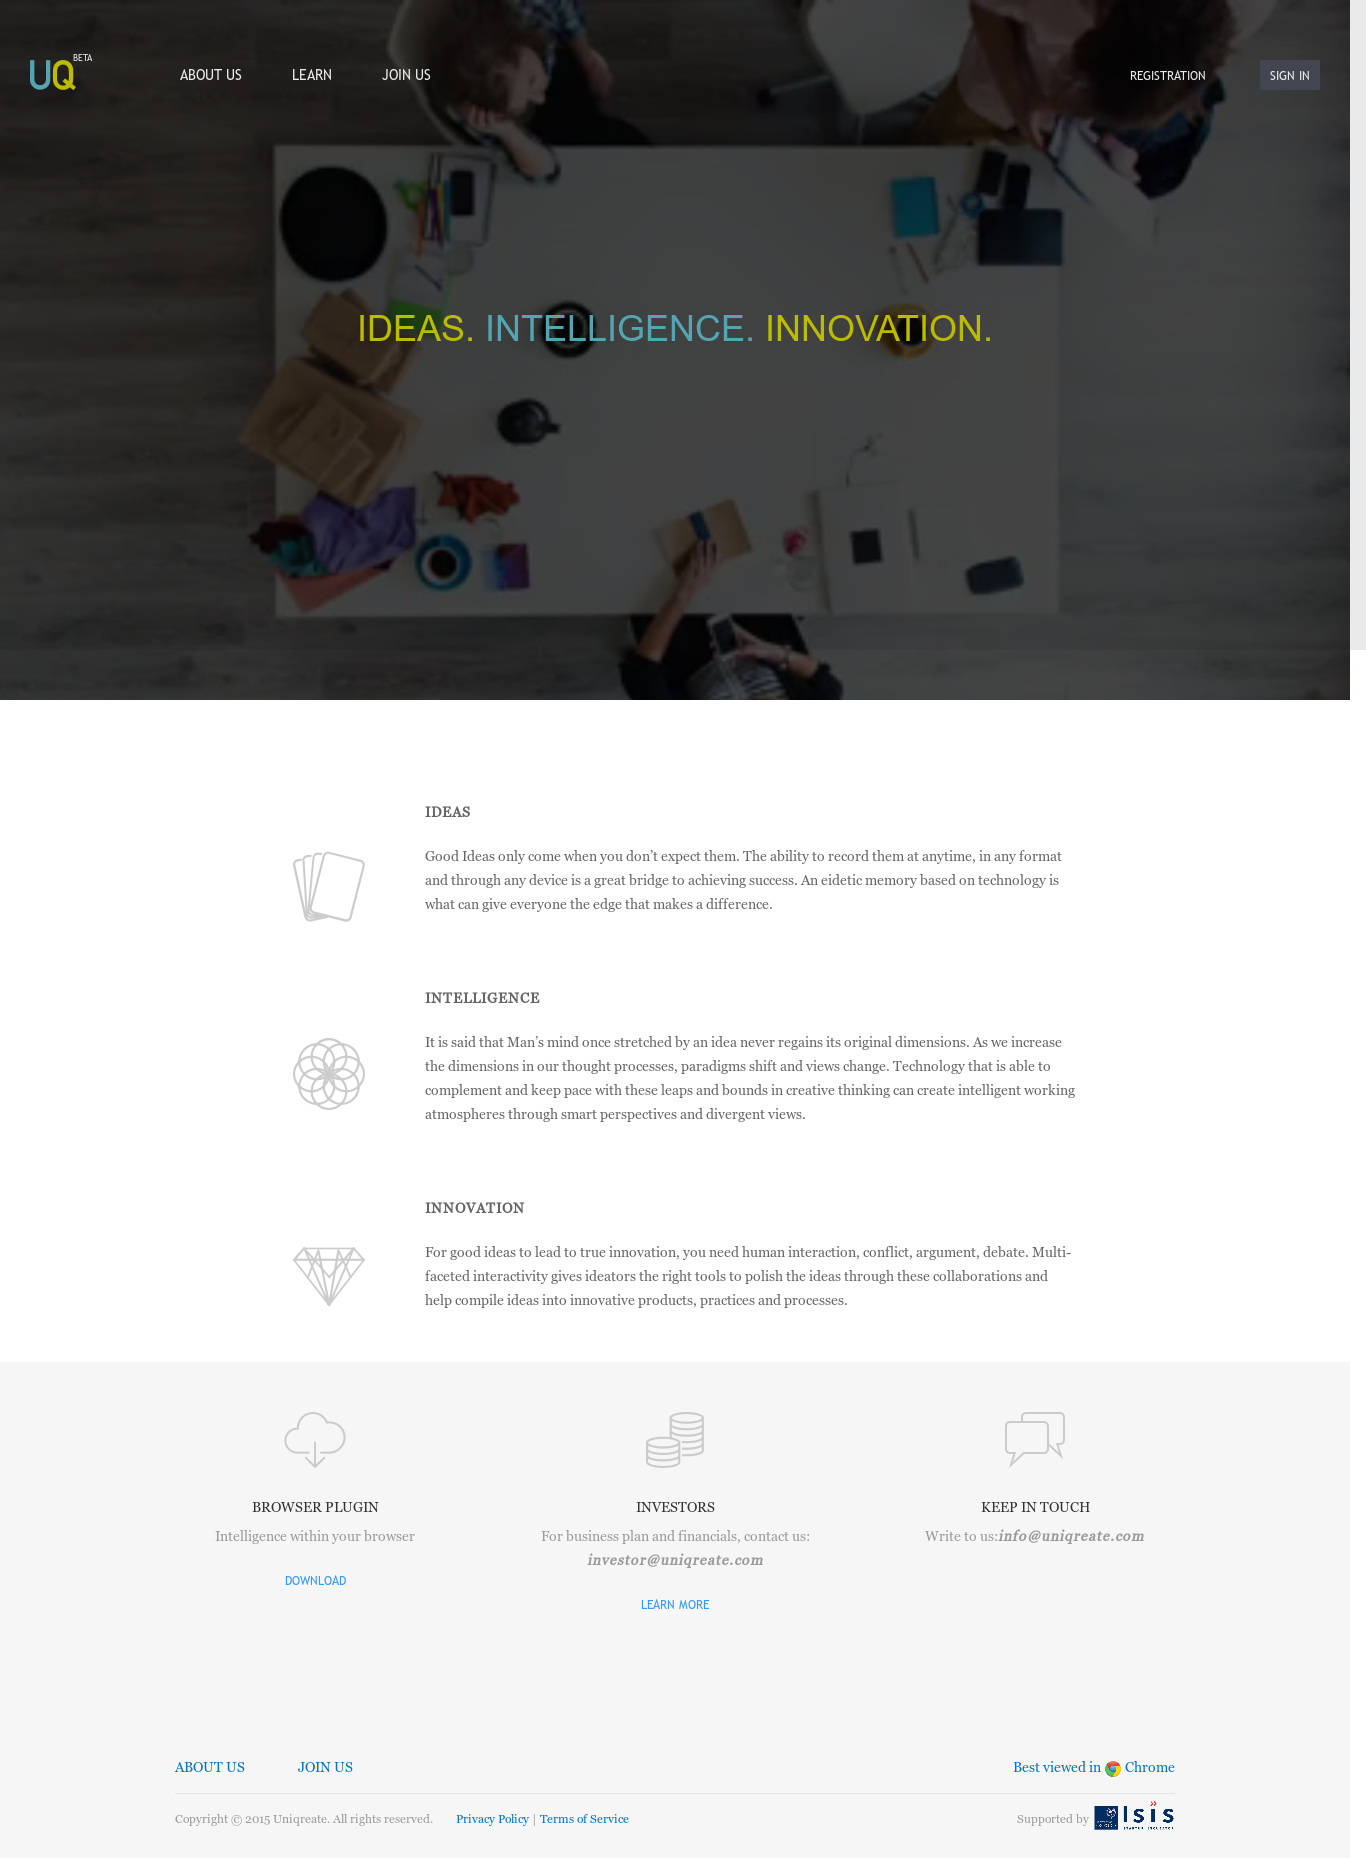 UQ BETA
ABOUT US LEARN JOIN US REGISTRATION SIGN IN
IDEAS. INTELLIGENCE. INNOVATION.
IDEAS
Good Ideas only come when you don’t expect them. The ability to record them at anytime, in any format
and through any device is a great bridge to achieving success. An eidetic memory based on technology is
what can give everyone the edge that makes a difference.
INTELLIGENCE
It is said that Man’s mind once stretched by an idea never regains its original dimensions. As we increase
the dimensions in our thought processes, paradigms shift and views change. Technology that is able to
complement and keep pace with these leaps and bounds in creative thinking can create intelligent working
atmospheres through smart perspectives and divergent views.
INNOVATION
For good ideas to lead to true innovation, you need human interaction, conflict, argument, debate. Multi-
faceted interactivity gives ideators the right tools to polish the ideas through these collaborations and
help compile ideas into innovative products, practices and processes.
BROWSER PLUGIN
Intelligence within your browser
DOWNLOAD
INVESTORS
For business plan and financials, contact us:
investor@uniqreate.com
LEARN MORE
KEEP IN TOUCH
Write to us:info@uniqreate.com
ABOUT US JOIN US Best viewed in Chrome
Copyright © 2015 Uniqreate. All rights reserved. Privacy Policy | Terms of Service Supported by Isis